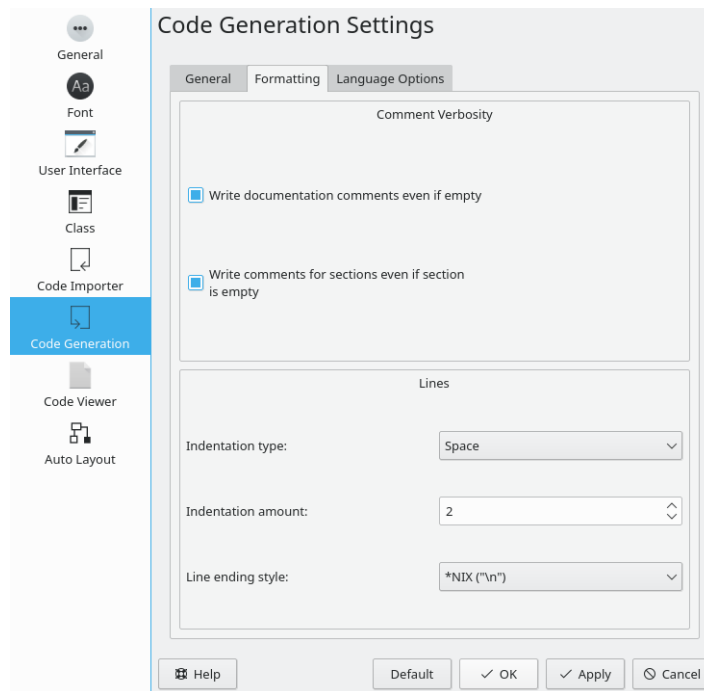 Code Generation Settings
General
Font
User Interface
Class
Code Importer
Code Generation
Code Viewer
Auto Layout
General
Formatting
Language Options
Comment Verbosity
Write documentation comments even if empty
Write comments for sections even if section
is empty
Lines
Indentation type:
Space
Indentation amount:
2
Line ending style:
*NIX ("\n")
Help
Default
OK
Apply
Cancel
Aa